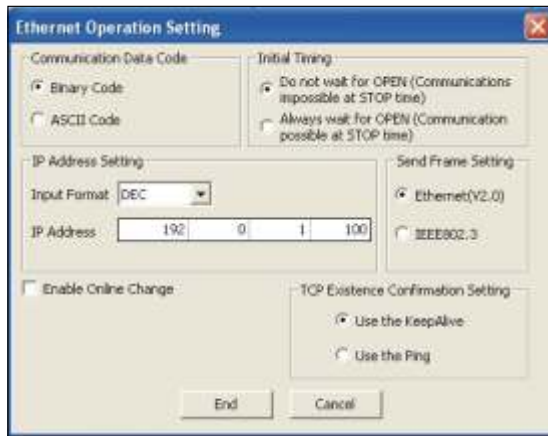 Ethernet Operation Setting
Communication Data Code
Binary Code
ASCII Code
Initial Timing
Do not wait for OPEN (Communications
impossible at STOP time)
Always wait for OPEN (Communication
possible at STOP time)
IP Address Setting
Input Format DEC
IP Address 192 0 1 100
Send Frame Setting
Ethernet(V2.0)
IEEE802.3
Enable Online Change
TCP Existence Confirmation Setting
Use the KeepAlive
Use the Ping
End Cancel